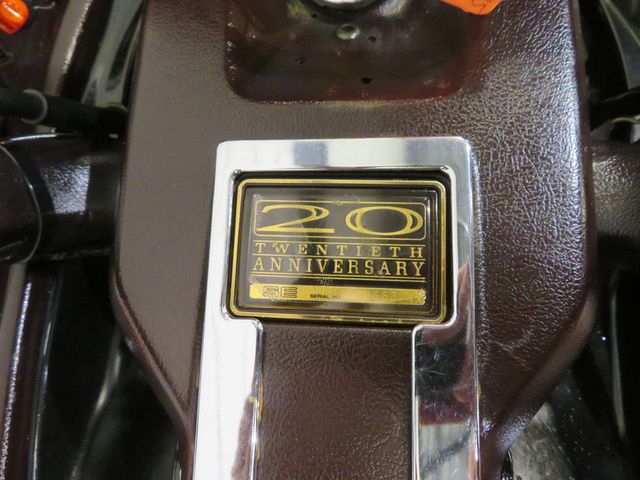 20
TWENTIETH
ANNIVERSARY
SE SERIAL NO